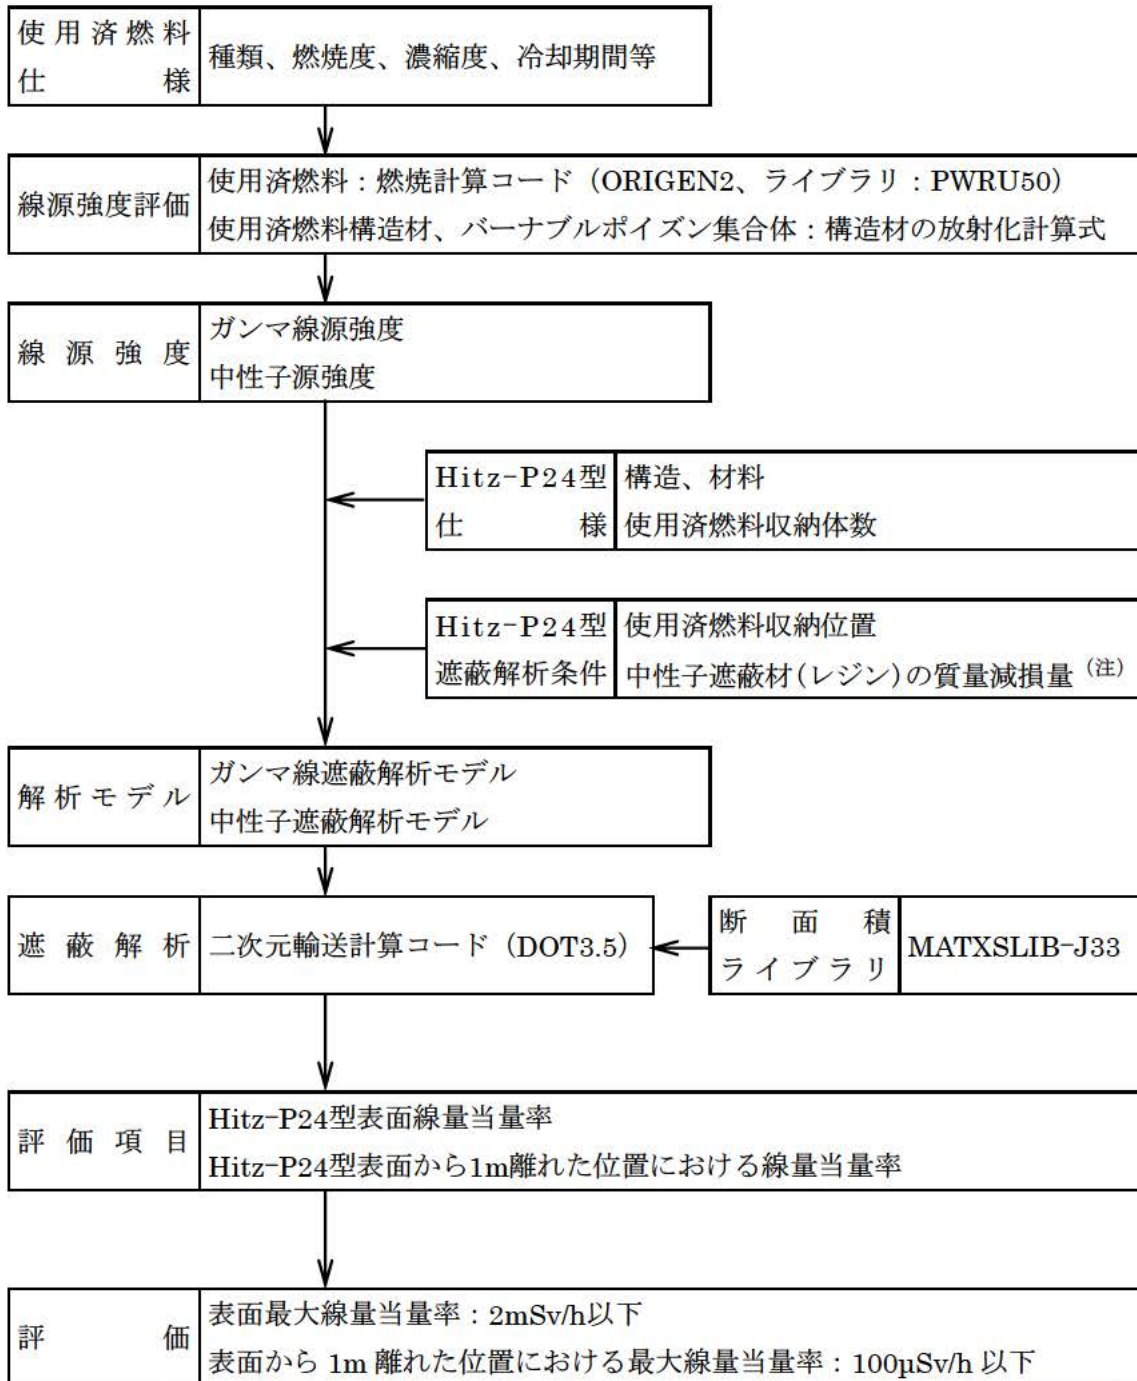 使用済燃料
仕様
種類、燃焼度、濃縮度、冷却期間等
線源強度評価
使用済燃料：燃焼計算コード（ORIGEN2、ライブラリ：PWRU50）
使用済燃料構造材、バーナブルポイズン集合体：構造材の放射化計算式
線源強度
ガンマ線源強度
中性子源強度
Hitz-P24型
仕様
構造、材料
使用済燃料収納体数
Hitz-P24型
遮蔽解析条件
使用済燃料収納位置
中性子遮蔽材(レジン)の質量減損量（注）
解析モデル
ガンマ線遮蔽解析モデル
中性子遮蔽解析モデル
遮蔽解析
二次元輸送計算コード（DOT3.5）
断面積
ライブラリ
MATXSLIB-J33
評価項目
Hitz-P24型表面線量当量率
Hitz-P24型表面から1m離れた位置における線量当量率
評価
表面最大線量当量率：2mSv/h以下
表面から 1m 離れた位置における最大線量当量率：100μSv/h 以下